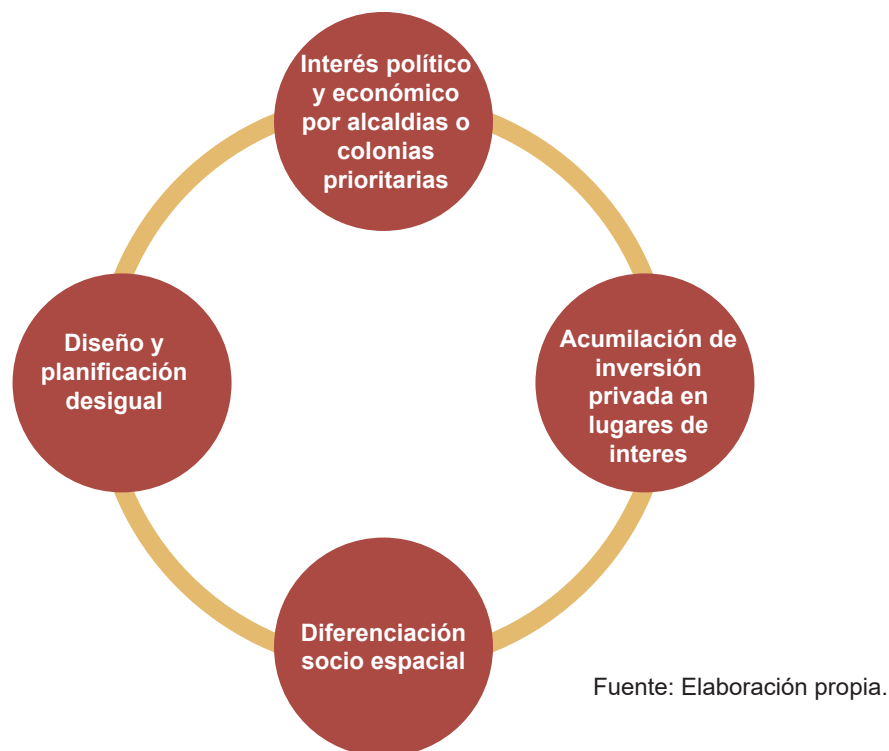 Interés político
y económico
por alcaldias o
colonias
prioritarias
Diseño y
planificación
desigual
Acumilación de
inversión
privada en
lugares de
interes
Diferenciación
socio espacial
Fuente: Elaboración propia.